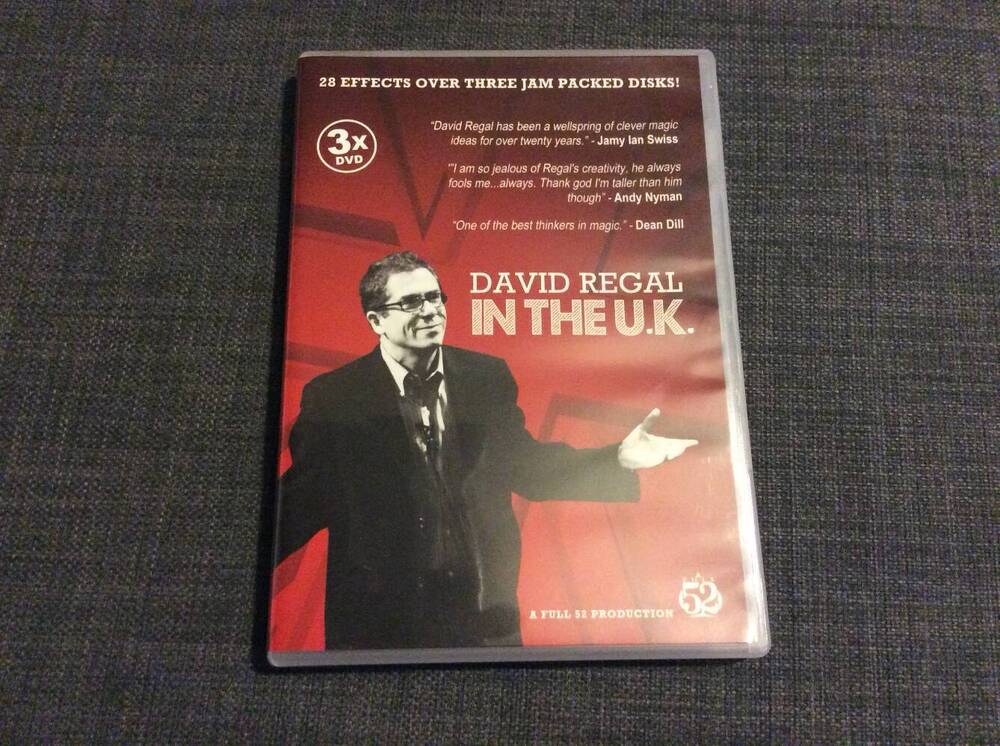 28 EFFECTS OVER THREE JAM PACKED DISKS!
3x
DVD
"David Regal has been a wellspring of clever magic
ideas for over twenty years." - Jamy Ian Swiss
"'I am so jealous of Regal's creativity, he always
fools me...always. Thank god I'm taller than him
though" - Andy Nyman
"One of the best thinkers in magic." - Dean Dill
DAVID REGAL
IN THE U.K.
A FULL 52 PRODUCTION
52